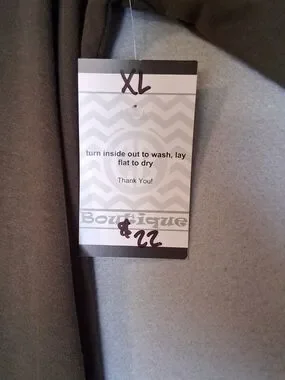 XL
turn inside out to wash, lay
flat to dry
Thank You!
Boutique
$22